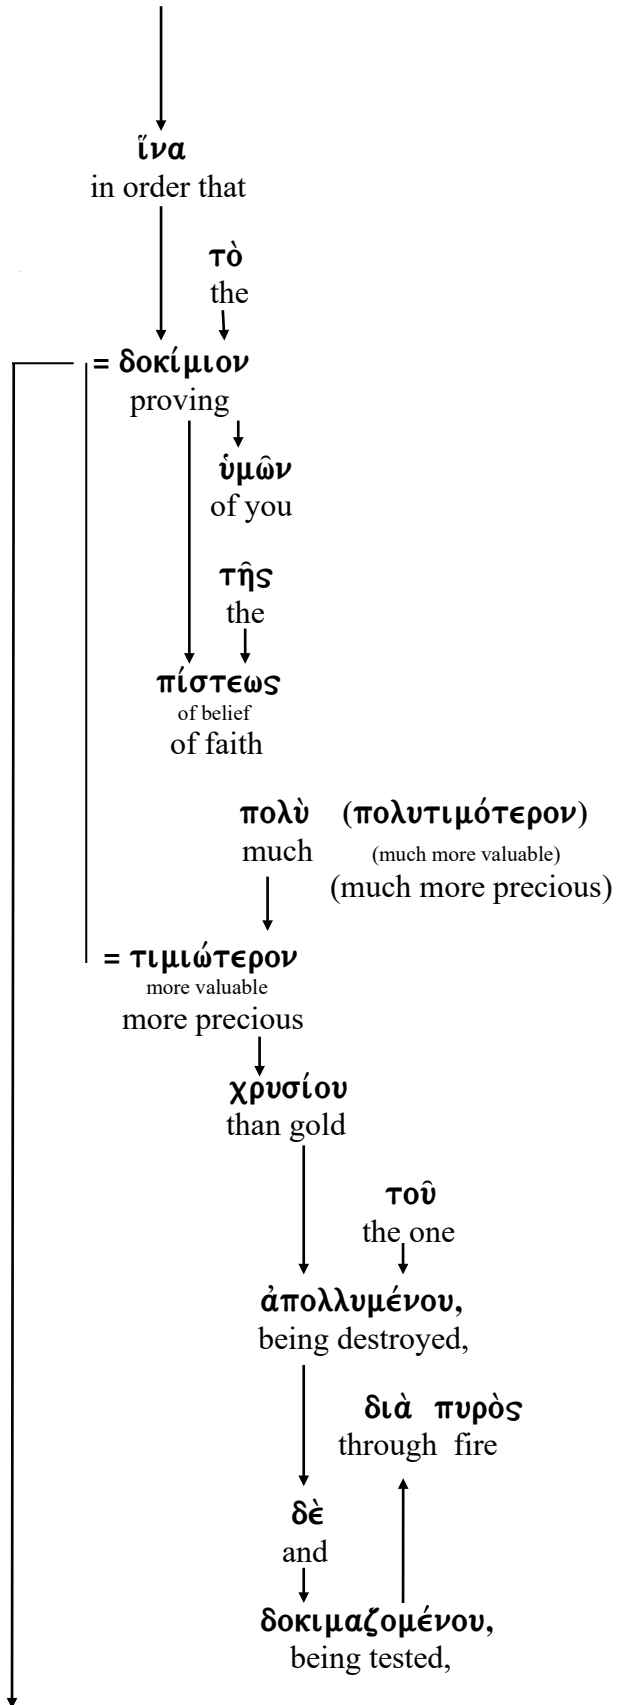 ἵνα
in order that
τὸ
the
= δοκίμιον
proving
ὑμῶν
of you
τῆς
the
πίστεως
of belief
of faith
πολὺ (πολυτιμότερον)
much (much more valuable)
(much more precious)
= τιμιώτερον
more valuable
more precious
χρυσίου
than gold
τοῦ
the one
ἀπολλυμένου,
being destroyed,
διὰ πυρὸς
through fire
δὲ
and
δοκιμαζομένου,
being tested,